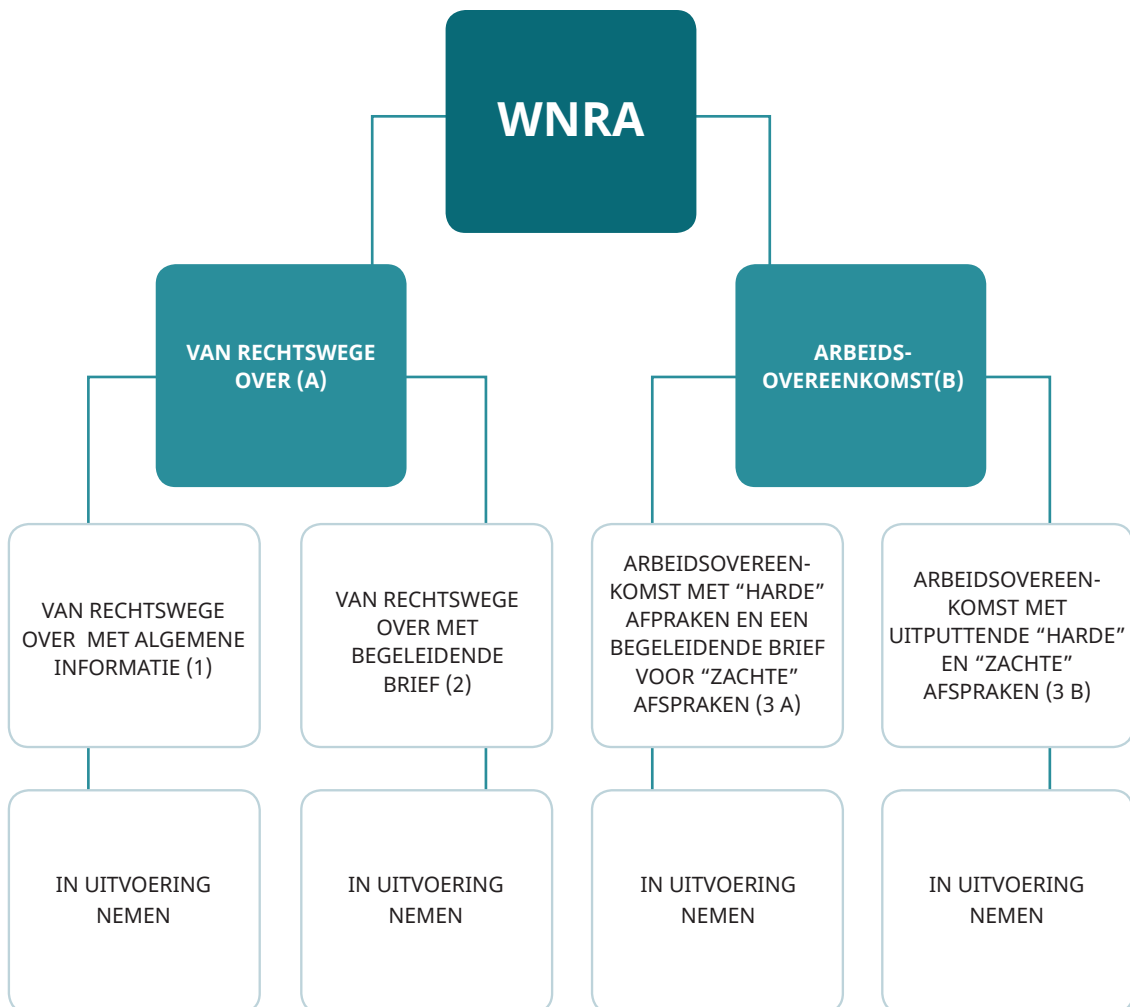 WNRA
VAN RECHTSWEGE
OVER (A)
ARBEIDS-
OVEREENKOMST(B)
VAN RECHTSWEGE
OVER MET ALGEMENE
INFORMATIE (1)
VAN RECHTSWEGE
OVER MET
BEGELEIDENDE
BRIEF (2)
ARBEIDSOVEREEN-
KOMST MET “HARDE”
AFPRAKEN EN EEN
BEGELEIDENDE BRIEF
VOOR “ZACHTE”
AFSPRAKEN (3 A)
ARBEIDSOVEREEN-
KOMST MET
UITPUTTENDE “HARDE”
EN “ZACHTE”
AFSPRAKEN (3 B)
IN UITVOERING
NEMEN
IN UITVOERING
NEMEN
IN UITVOERING
NEMEN
IN UITVOERING
NEMEN